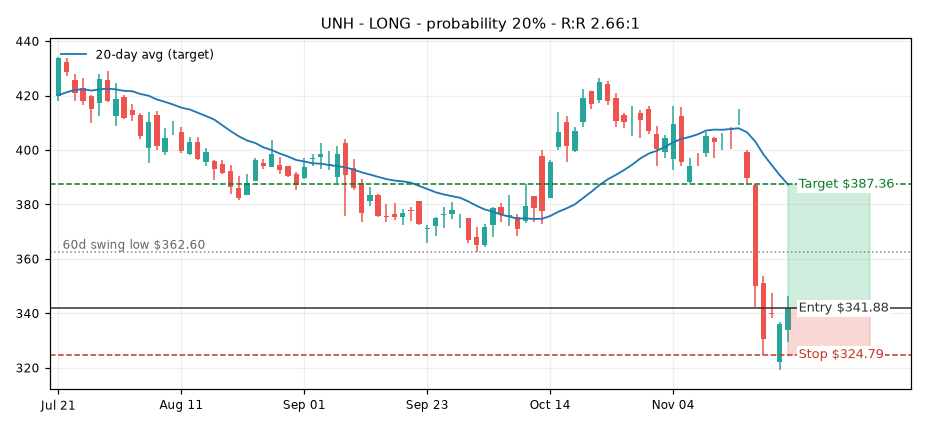 UNH - LONG - probability 20% - R:R 2.66:1
440
20-day avg (target)
420
400
Target $387.36
380
60d swing low $362.60
360
Entry $341.88
340
Stop $324.79
320
Jul 21
Aug 11
Sep 01
Sep 23
Oct 14
Nov 04